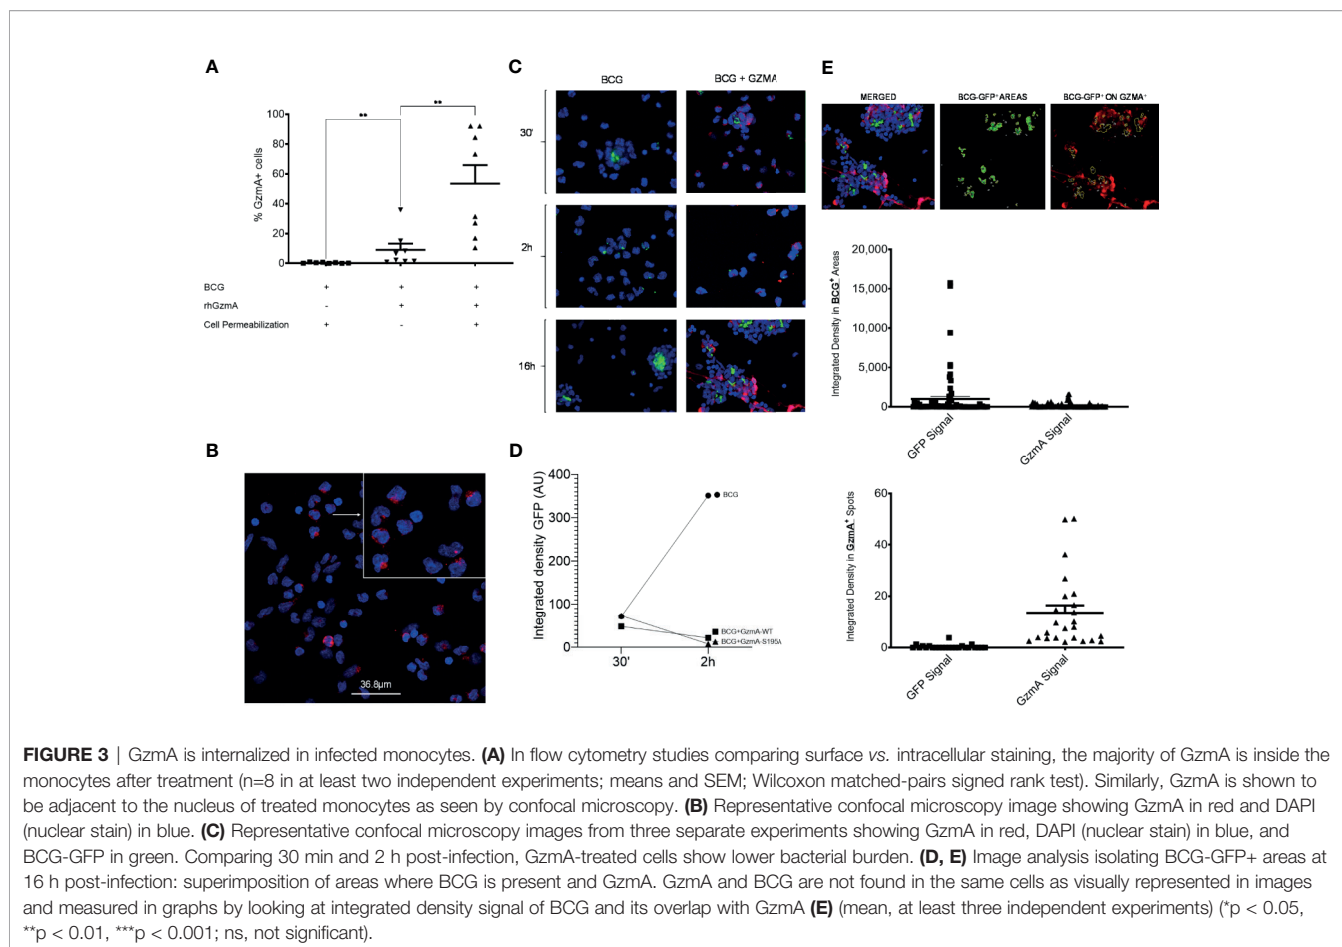 A
**
**
100
80
60
40
20
0
% GzmA+ cells
BCG + + +
rhGzmA - + +
Cell Permeabilization + - +
B
36.8µm
C
BCG
BCG + GZMA
30'
2h
16h
D
400
300
200
100
0
Integrated density GFP (AU)
BCG
BCG+GzmA-WT
BCG+GzmA-S195A
30'
2h
E
MERGED
BCG-GFP⁺AREAS
BCG-GFP⁺ ON GZMA⁺
20,000
15,000
10,000
5,000
0
Integrated Density in BCG⁺ Areas
GFP Signal
GzmA Signal
60
40
20
0
Integrated Density in GzmA⁺ Spots
GFP Signal
GzmA Signal
FIGURE 3 | GzmA is internalized in infected monocytes. (A) In flow cytometry studies comparing surface vs. intracellular staining, the majority of GzmA is inside the
monocytes after treatment (n=8 in at least two independent experiments; means and SEM; Wilcoxon matched-pairs signed rank test). Similarly, GzmA is shown to
be adjacent to the nucleus of treated monocytes as seen by confocal microscopy. (B) Representative confocal microscopy image showing GzmA in red and DAPI
(nuclear stain) in blue. (C) Representative confocal microscopy images from three separate experiments showing GzmA in red, DAPI (nuclear stain) in blue, and
BCG-GFP in green. Comparing 30 min and 2 h post-infection, GzmA-treated cells show lower bacterial burden. (D, E) Image analysis isolating BCG-GFP+ areas at
16 h post-infection: superimposition of areas where BCG is present and GzmA. GzmA and BCG are not found in the same cells as visually represented in images
and measured in graphs by looking at integrated density signal of BCG and its overlap with GzmA (E) (mean, at least three independent experiments) (*p < 0.05,
**p < 0.01, ***p < 0.001; ns, not significant).